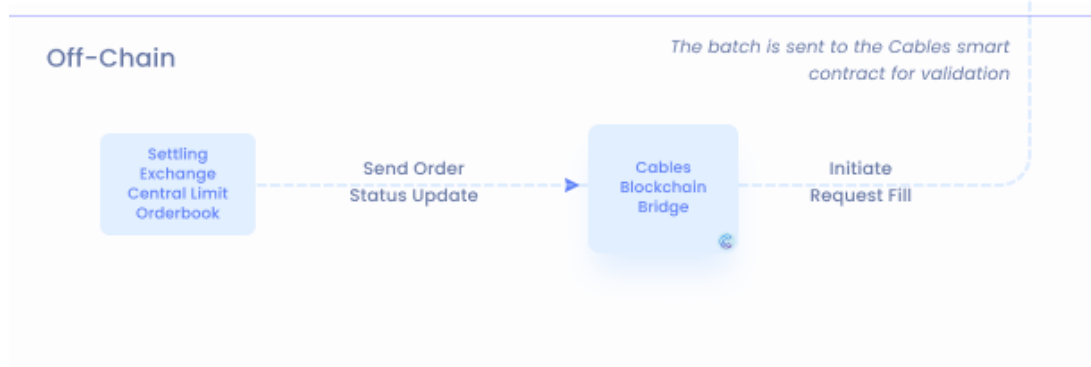 Off-Chain
The batch is sent to the Cables smart
contract for validation
Settling
Exchange
Central Limit
Orderbook
Send Order
Status Update
Cables
Blockchain
Bridge
Initiate
Request Fill